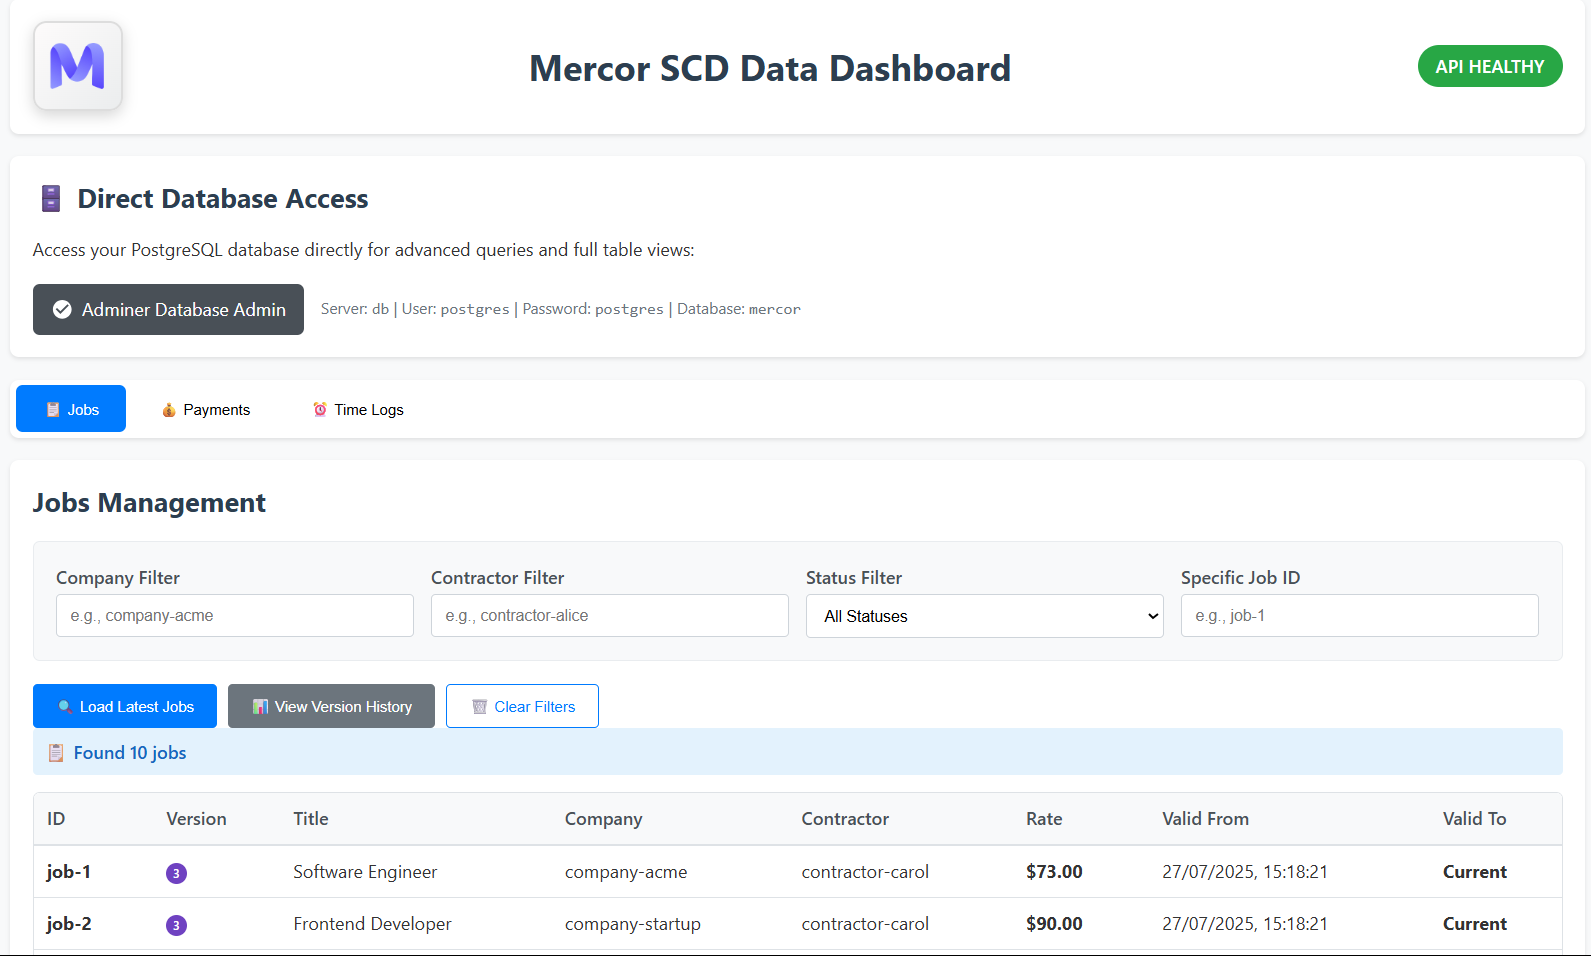 Mercor SCD Data Dashboard
API HEALTHY
Direct Database Access
Access your PostgreSQL database directly for advanced queries and full table views:
Adminer Database Admin
Server: db | User: postgres | Password: postgres | Database: mercor
Jobs Payments Time Logs
Jobs Management
Company Filter Contractor Filter Status Filter Specific Job ID
e.g., company-acme e.g., contractor-alice All Statuses e.g., job-1
Load Latest Jobs View Version History Clear Filters
Found 10 jobs
ID Version Title Company Contractor Rate Valid From Valid To
job-1 3 Software Engineer company-acme contractor-carol $73.00 27/07/2025, 15:18:21 Current
job-2 3 Frontend Developer company-startup contractor-carol $90.00 27/07/2025, 15:18:21 Current